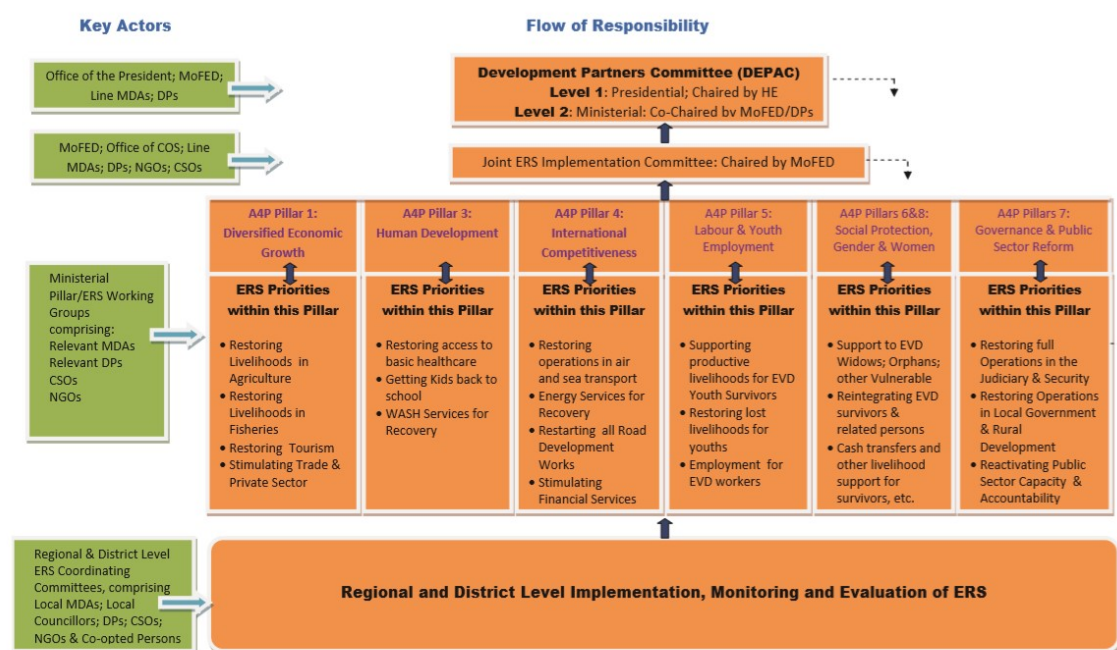 Key Actors
Flow of Responsibility
Office of the President; MoFED;
Line MDAs; DPs
Development Partners Committee (DEPAC)
Level 1: Presidential; Chaired by HE
Level 2: Ministerial: Co-Chaired by MoFED/DPs
MoFED; Office of COS; Line
MDAs; DPs; NGOs; CSOs
Joint ERS Implementation Committee: Chaired by MoFED
Ministerial
Pillar/ERS Working
Groups
comprising:
Relevant MDAs
Relevant DPs
CSOs
NGOs
A4P Pillar 1:
Diversified Economic
Growth
ERS Priorities
within this Pillar
• Restoring
Livelihoods in
Agriculture
• Restoring
Livelihoods in
Fisheries
• Restoring Tourism
• Stimulating Trade &
Private Sector
A4P Pillar 3:
Human Development
ERS Priorities
within this Pillar
• Restoring access to
basic healthcare
• Getting Kids back to
school
• WASH Services for
Recovery
A4P Pillar 4:
International
Competitiveness
ERS Priorities
within this Pillar
• Restoring
operations in air
and sea transport
• Energy Services for
Recovery
• Restarting all Road
Development
Works
• Stimulating
Financial Services
A4P Pillar 5:
Labour & Youth
Employment
ERS Priorities
within this Pillar
• Supporting
productive
livelihoods for EVD
Youth Survivors
• Restoring lost
livelihoods for
youths
• Employment for
EVD workers
A4P Pillars 6&8:
Social Protection,
Gender & Women
ERS Priorities
within this Pillar
• Support to EVD
Widows; Orphans;
other Vulnerable
• Reintegrating EVD
survivors &
related persons
• Cash transfers and
other livelihood
support for
survivors, etc.
A4P Pillars 7:
Governance & Public
Sector Reform
ERS Priorities
within this Pillar
• Restoring full
Operations in the
Judiciary & Security
• Restoring Operations
in Local Government
& Rural
Development
• Reactivating Public
Sector Capacity &
Accountability
Regional & District Level
ERS Coordinating
Committees, comprising
Local MDAs; Local
Councillors; DPs; CSOs;
NGOs & Co-opted Persons
Regional and District Level Implementation, Monitoring and Evaluation of ERS